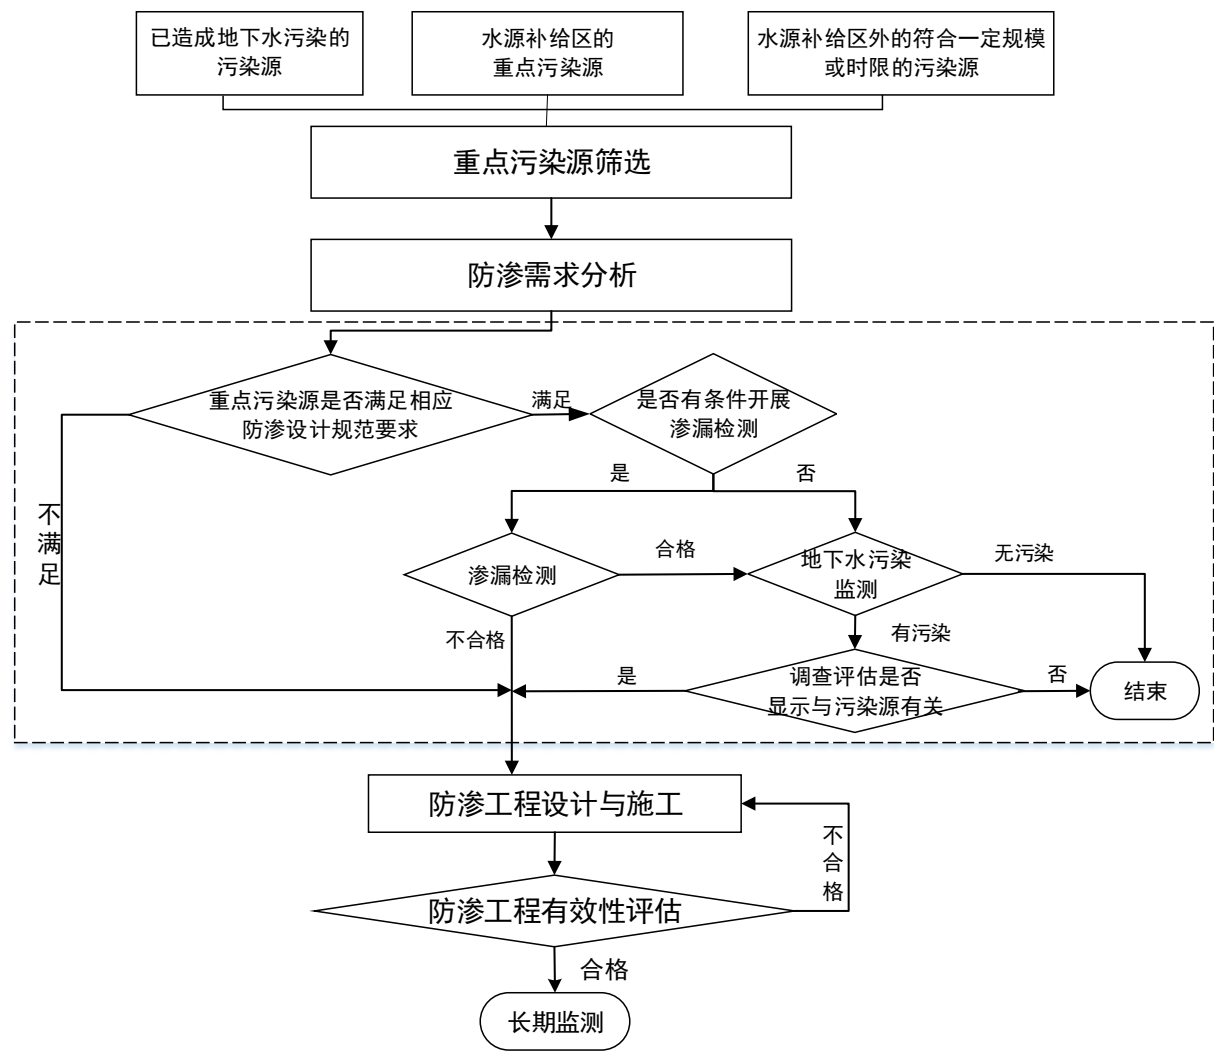 已造成地下水污染的
污染源
水源补给区的
重点污染源
水源补给区外的符合一定规模
或时限的污染源
重点污染源筛选
防渗需求分析
重点污染源是否满足相应
防渗设计规范要求
满足
是否有条件开展
渗漏检测
是
否
不
满
足
渗漏检测
合格
地下水污染
监测
无污染
不合格
有污染
是
调查评估是否
显示与污染源有关
否
结束
防渗工程设计与施工
不
合
格
防渗工程有效性评估
合格
长期监测